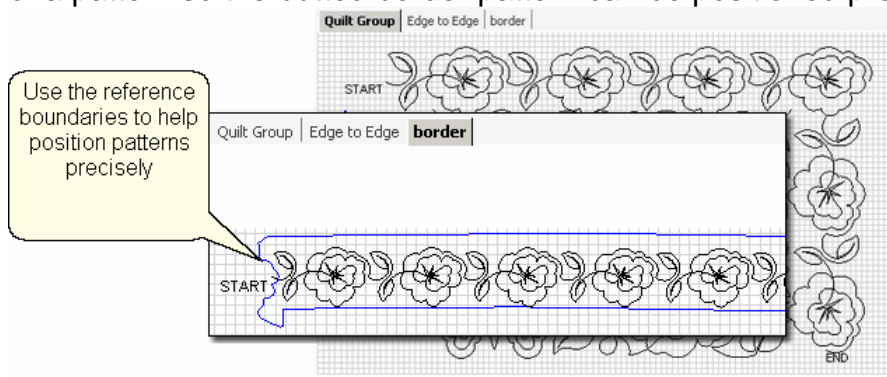 Quilt Group Edge to Edge border
START
Use the reference
boundaries to help
position patterns
precisely
Quilt Group Edge to Edge border
START
END